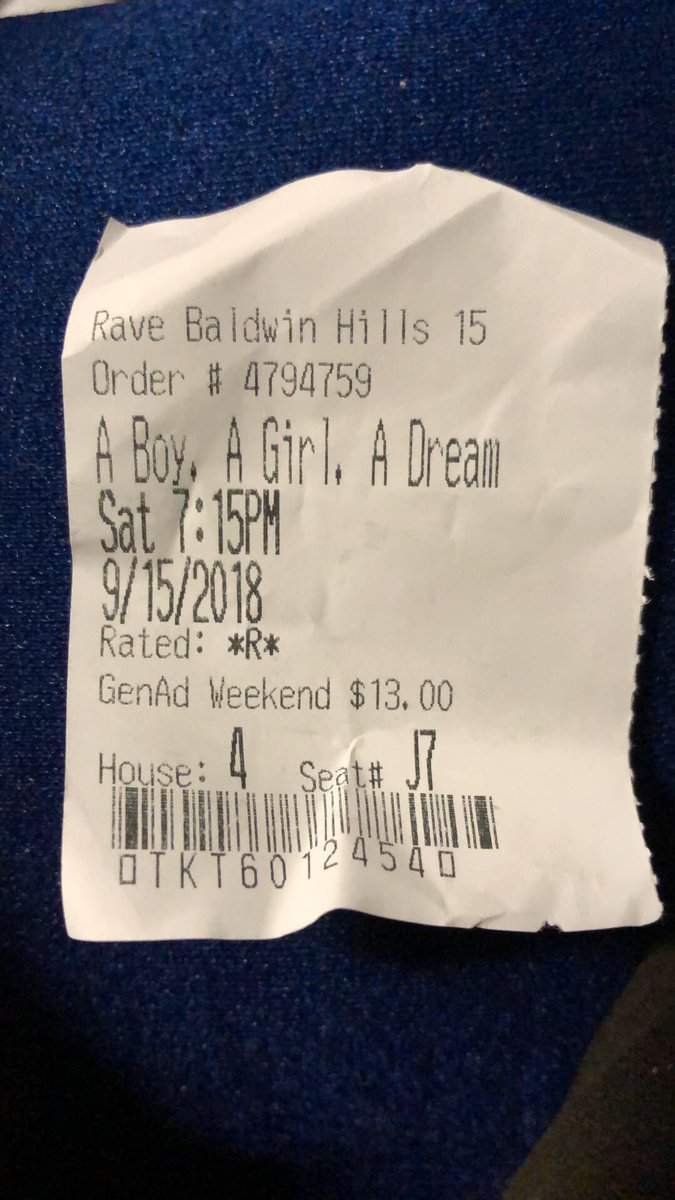 Rave Baldwin Hills 15
Order # 4794759
A Boy. A Girl. A Dream
Sat 7:15PM
9/15/2018
Rated: *R*
GenAd Weekend $13.00
House: 4 Seat# J7
▯TKT60124540▯